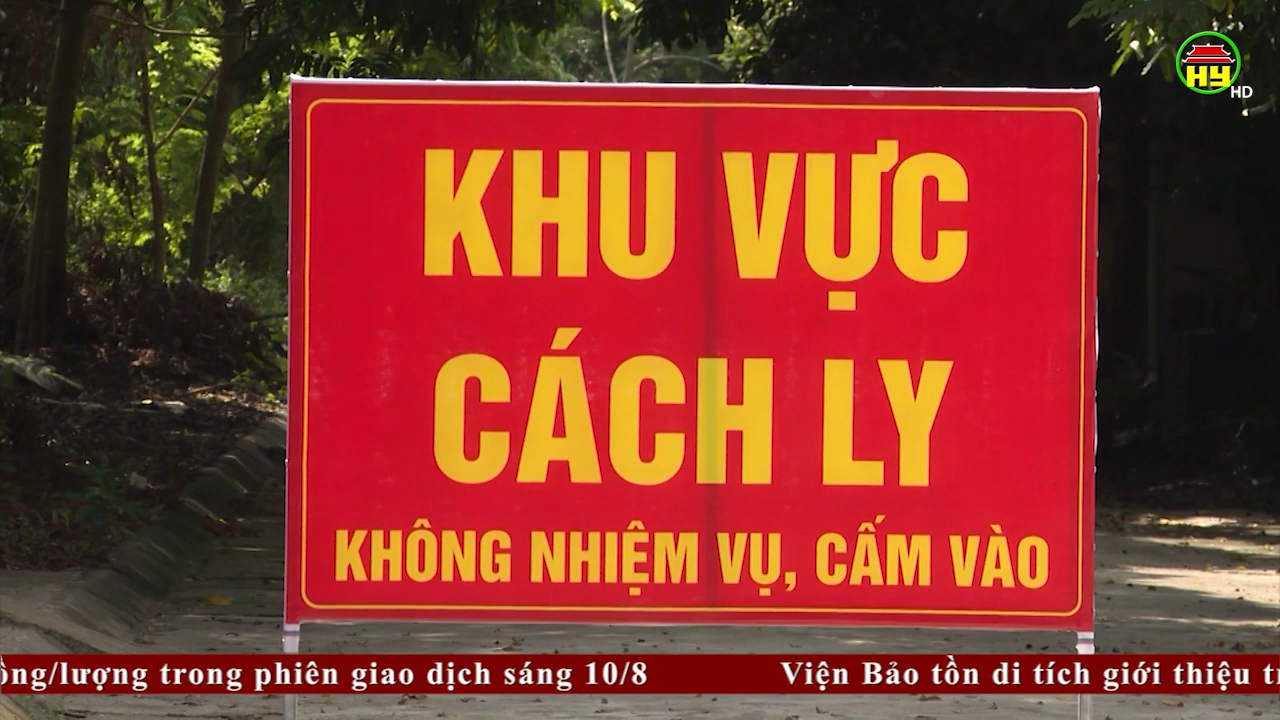 HY
HD
KHU VỰC
CÁCH LY
KHÔNG NHIỆM VỤ, CẤM VÀO
lượng trong phiên giao dịch sáng 10/8 Viện Bảo tồn di tích giới thiệu